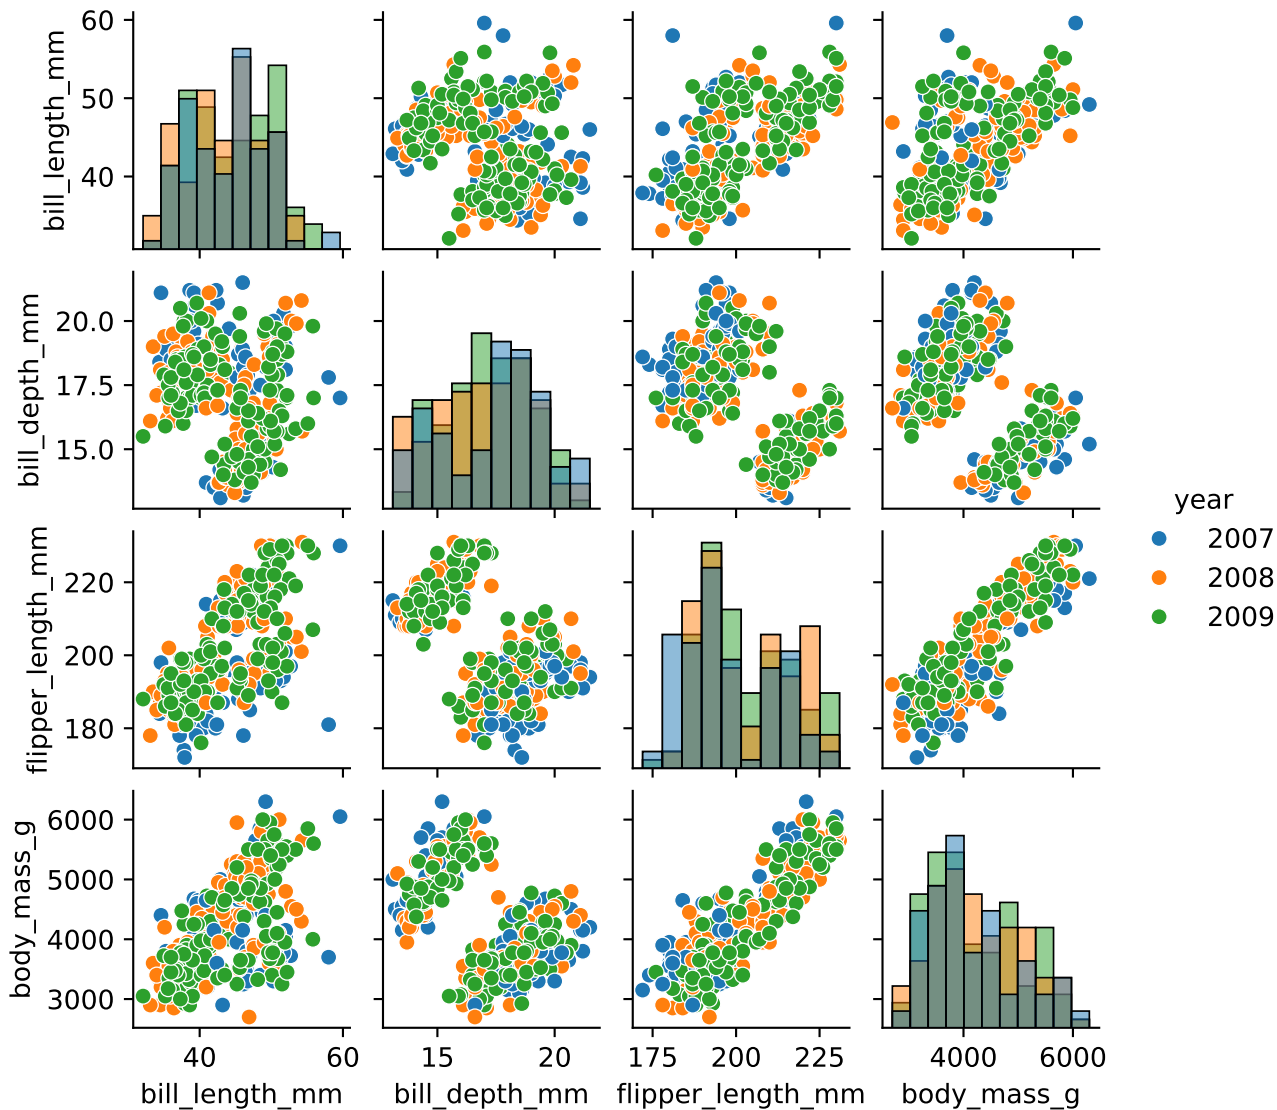 60
50
40
bill_length_mm
20.0
17.5
15.0
bill_depth_mm
year
2007
2008
2009
220
200
180
flipper_length_mm
6000
5000
4000
3000
body_mass_g
40 60 15 20 175 200 225 4000 6000
bill_length_mm bill_depth_mm flipper_length_mm body_mass_g